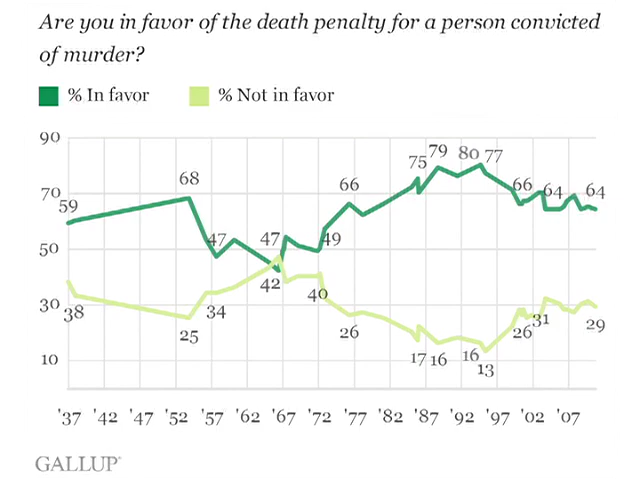 Are you in favor of the death penalty for a person convicted
of murder?
% In favor % Not in favor
90
75 79 80 77
70
59 68 66 66 64 64
50
47 47 49
42
30
38 34 40
25 26 26 31 29
10
17 16 16 13
'37 '42 '47 '52 '57 '62 '67 '72 '77 '82 '87 '92 '97 '02 '07
GALLUP®